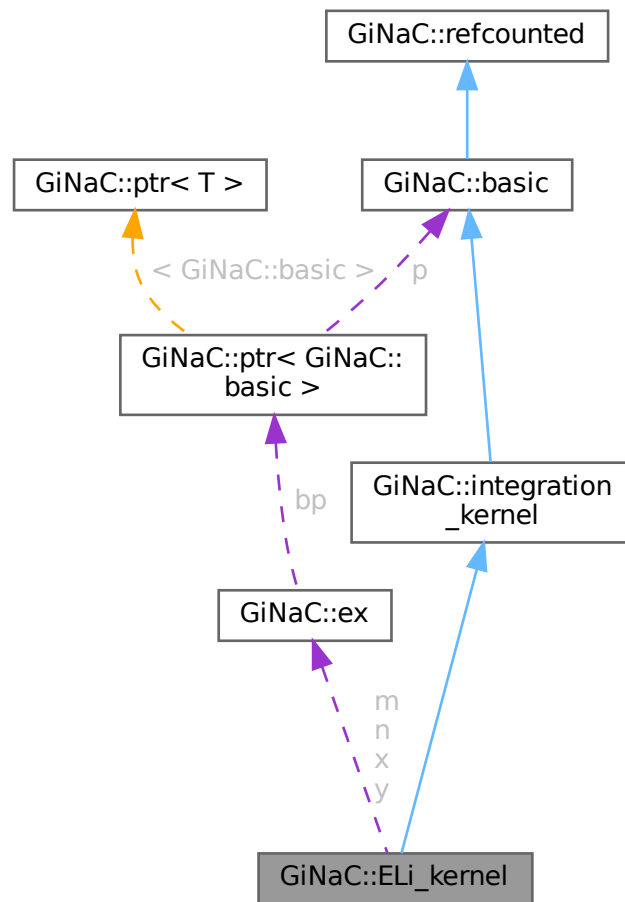 GiNaC::refcounted
GiNaC::ptr< T >
GiNaC::basic
< GiNaC::basic >
p
GiNaC::ptr< GiNaC::
basic >
GiNaC::integration
_kernel
bp
GiNaC::ex
m
n
x
y
GiNaC::ELi_kernel